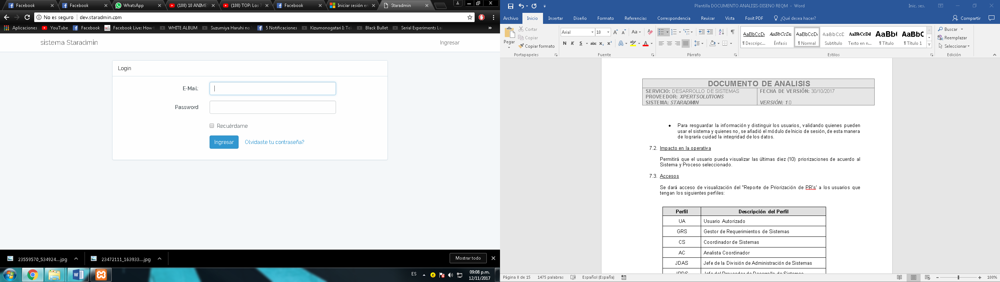 Facebook
Facebook
WhatsApp
(108) 10 ANIMES
(108) TOP: Los 7
Facebook
Iniciar sesión en
Staradmin
No es seguro
dev.staradmin.com
Aplicaciones
YouTube
Facebook
Facebook Live: How t
WHITE ALBUM
Suzumiya Haruhi no
5 Notificaciones
Kizumonogatari I: Tek
Black Bullet
Serial Experiments Lai
»
sistema Staradmin
Ingresar
Login
E-Mail:
Password
Recuérdame
Ingresar
Olvidaste tu contraseña?
23559570_534924....jpg
23472111_163933....jpg
Mostrar todo
ES
09:08 p.m.
12/11/2017
Plantilla DOCUMENTO ANALISIS-DISENO REQM - Word
Inic. ses.
Archivo
Inicio
Insertar
Diseño
Formato
Referencias
Correspondencia
Revisar
Vista
Foxit PDF
¿Qué desea hacer?
Compartir
Pegar
Cortar
Copiar
Copiar formato
Portapapeles
Arial
10
N K S abc x₂ x²
Fuente
Párrafo
AaBbCcDı
¶ Descripc...
AaBbCcDa
Énfasis
AaBbCcDı
¶ Normal
AaBbCcD
Subtítulo
AaBbCcDd
Texto en n...
AaBb(
¶ Título
AaBbC
¶ Título 1
Estilos
Buscar
Reemplazar
Seleccionar
Edición
DOCUMENTO DE ANALISIS
SERVICIO: DESARROLLO DE SISTEMAS
PROVEEDOR: XPERTSOLUTIONS
SISTEMA: STARADMIN
FECHA DE VERSIÓN: 30/10/2017
VERSIÓN: 1.0
• Para resguardar la información y distinguir los usuarios, validando quienes pueden
usar el sistema y quienes no, se añadió el módulo de Inicio de sesión, de esta manera
de lograría cuidad la integridad de los datos.
7.2. Impacto en la operativa
Permitirá que el usuario pueda visualizar las últimas diez (10) priorizaciones de acuerdo al
Sistema y Proceso seleccionado.
7.3. Accesos
Se dará acceso de visualización del "Reporte de Priorización de PR's' a los usuarios que
tengan los siguientes perfiles:
Perfil Descripción del Perfil
UA Usuario Autorizado
GRS Gestor de Requerimientos de Sistemas
CS Coordinador de Sistemas
AC Analista Coordinador
JDAS Jefe de la División de Administración de Sistemas
JPDS Jefe del Proveedor de Desarrollo de Sistemas
Página 8 de 15
1475 palabras
Español (España)
100%